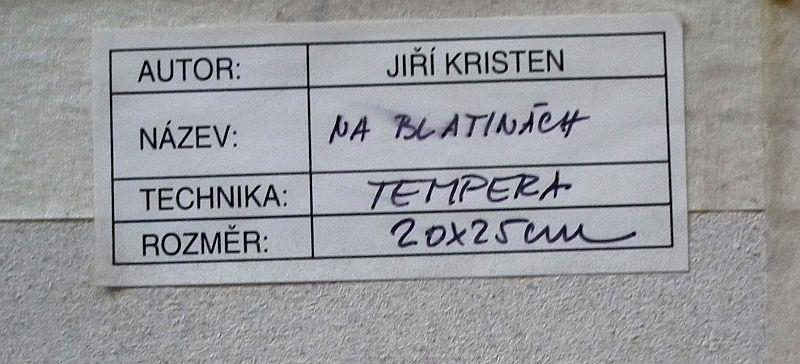 AUTOR: JIŘÍ KRISTEN
NÁZEV: NA BLATINÁCH
TECHNIKA: TEMPERA
ROZMĚR: 20x25cm